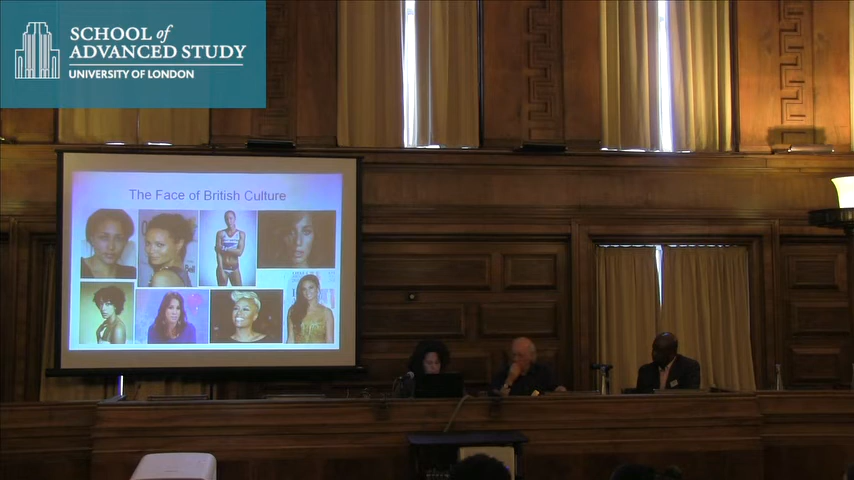 SCHOOL of
ADVANCED STUDY
UNIVERSITY OF LONDON
The Face of British Culture